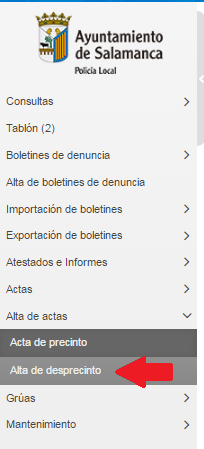 Ayuntamiento
de Salamanca
Policía Local
Consultas
Tablón (2)
Boletines de denuncia
Alta de boletines de denuncia
Importación de boletines
Exportación de boletines
Atestados e Informes
Actas
Alta de actas
Acta de precinto
Alta de desprecinto
Grúas
Mantenimiento